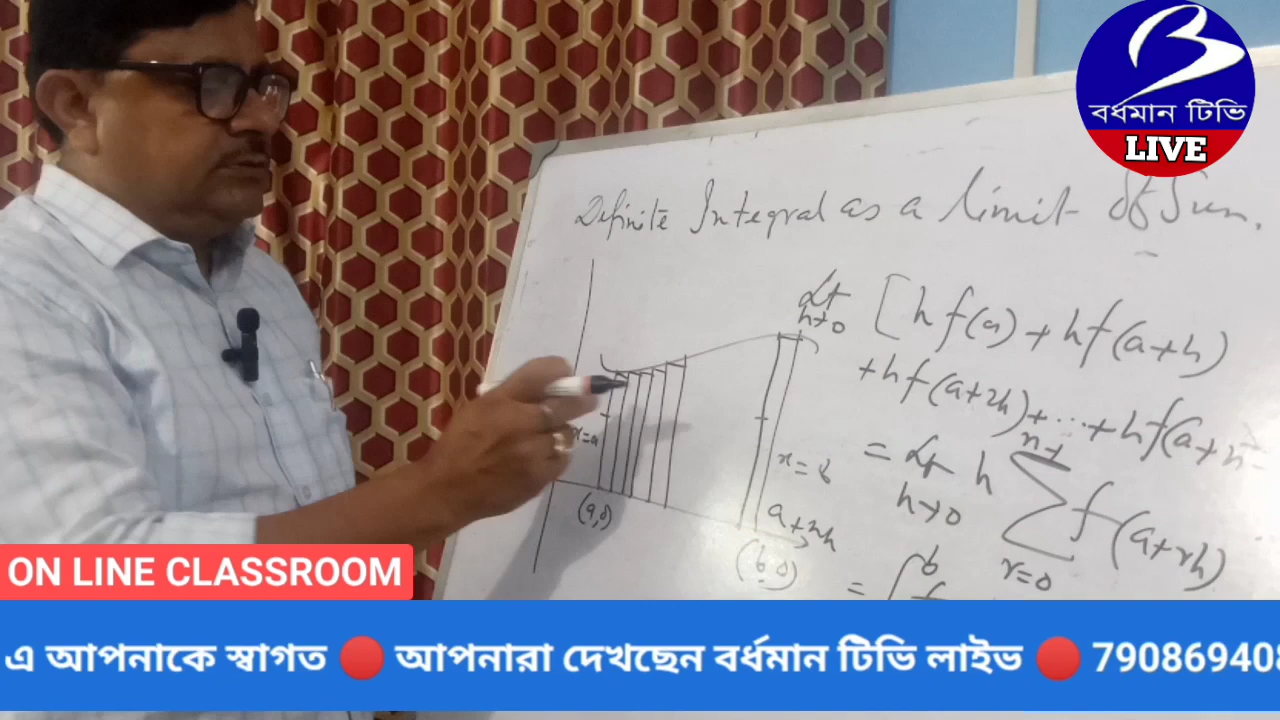 বর্ধমান টিভি
LIVE
Definite Integral as a limit of Sum.
Lt h→0 [hf(a)+hf(a+h)
+hf(a+2h)+...+hf(a+n-
= Lt h→0 h Σ r=0 n-1 f(a+rh)
= ∫ b f
x=a
x=b
a+nh
(a,0)
(b,0)
ON LINE CLASSROOM
এ আপনাকে স্বাগত 🔴 আপনারা দেখছেন বর্ধমান টিভি লাইভ 🔴 790869408